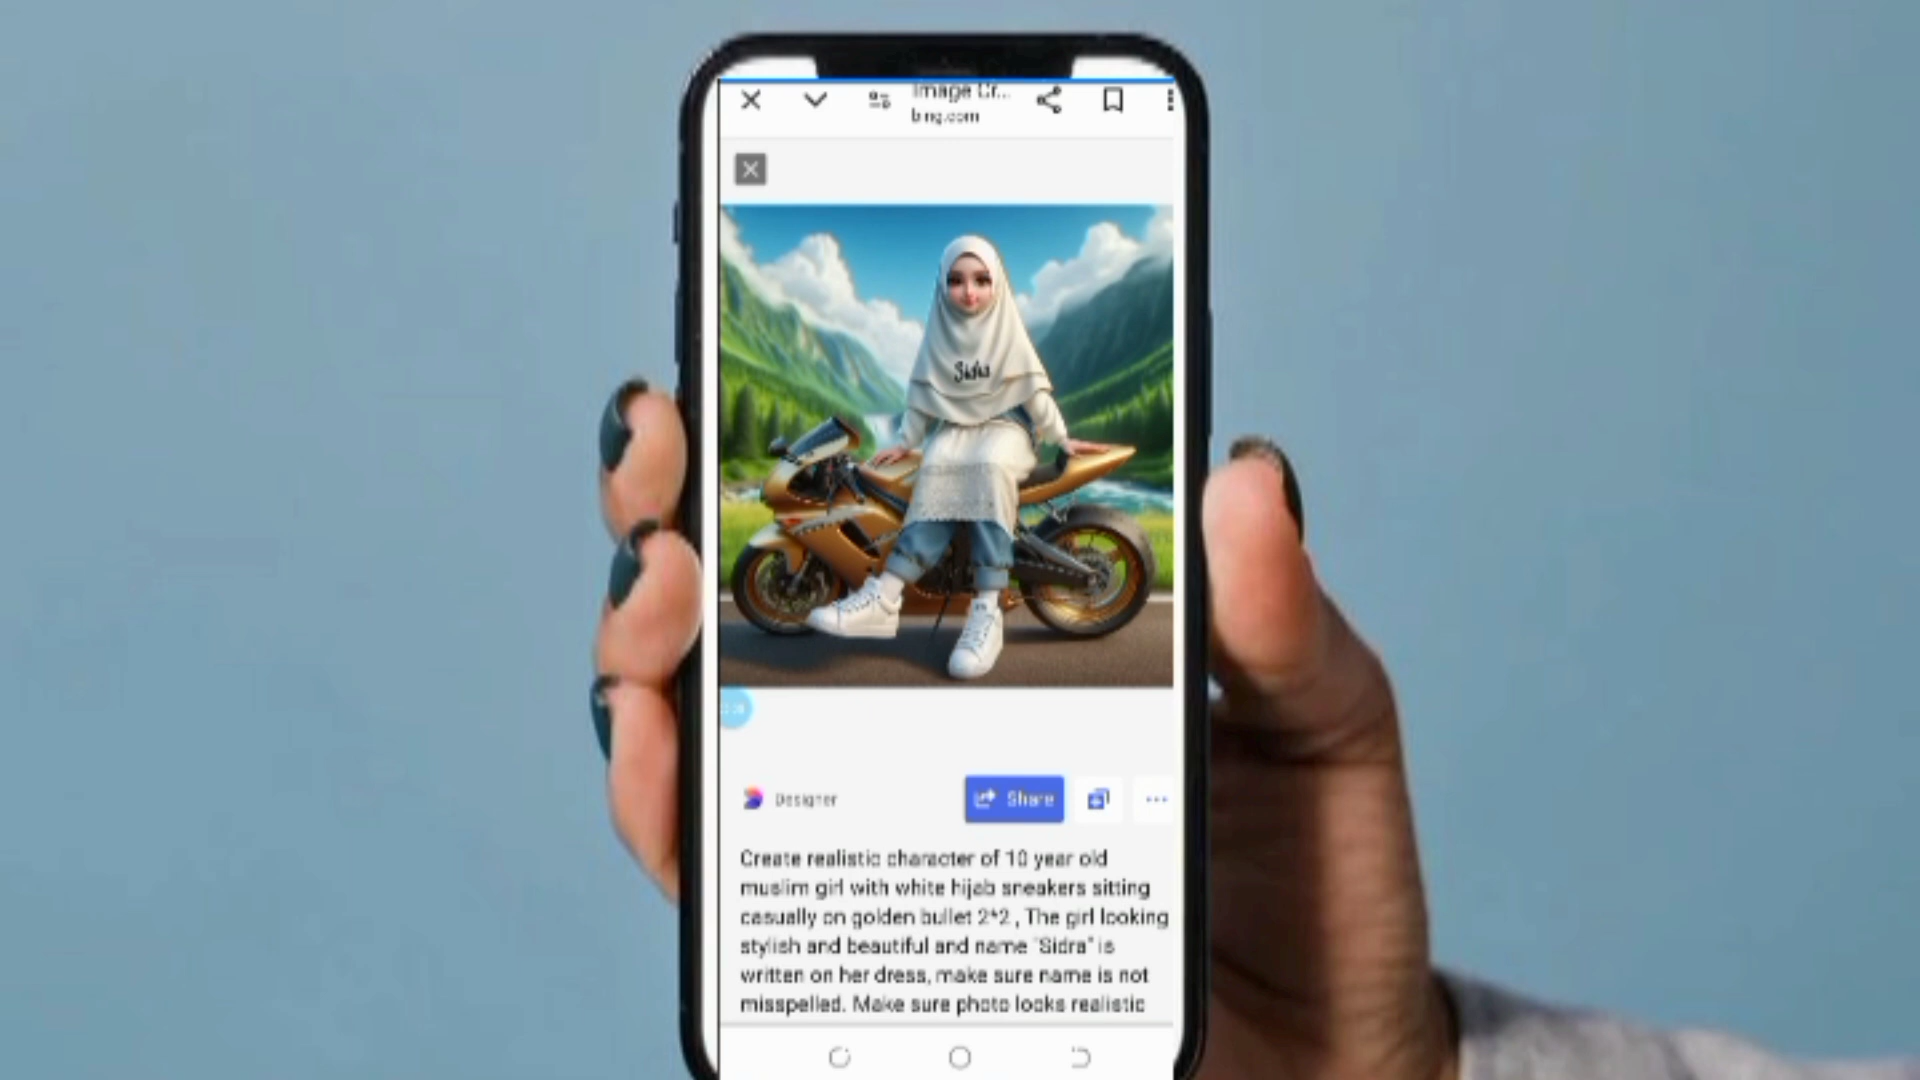 Image Cr...
bing.com
Designer
Share
Create realistic character of 10 year old
muslim girl with white hijab sneakers sitting
casually on golden bullet 2*2 , The girl looking
stylish and beautiful and name "Sidra" is
written on her dress, make sure name is not
misspelled. Make sure photo looks realistic